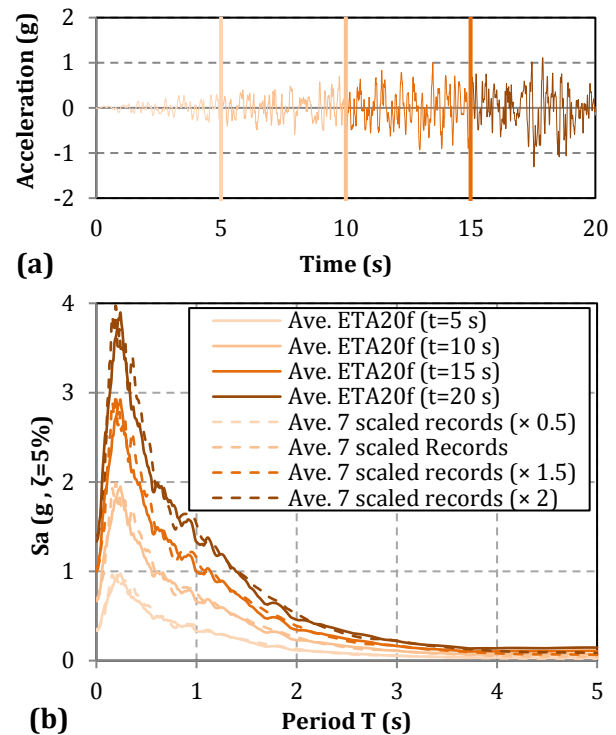 Acceleration (g)
2
1
0
-1
-2
0
5
10
15
20
Time (s)
(a)
Sa (g , ζ=5%)
4
3
2
1
0
Ave. ETA20f (t=5 s)
Ave. ETA20f (t=10 s)
Ave. ETA20f (t=15 s)
Ave. ETA20f (t=20 s)
Ave. 7 scaled records (× 0.5)
Ave. 7 scaled Records
Ave. 7 scaled records (× 1.5)
Ave. 7 scaled records (× 2)
0
1
2
3
4
5
Period T (s)
(b)